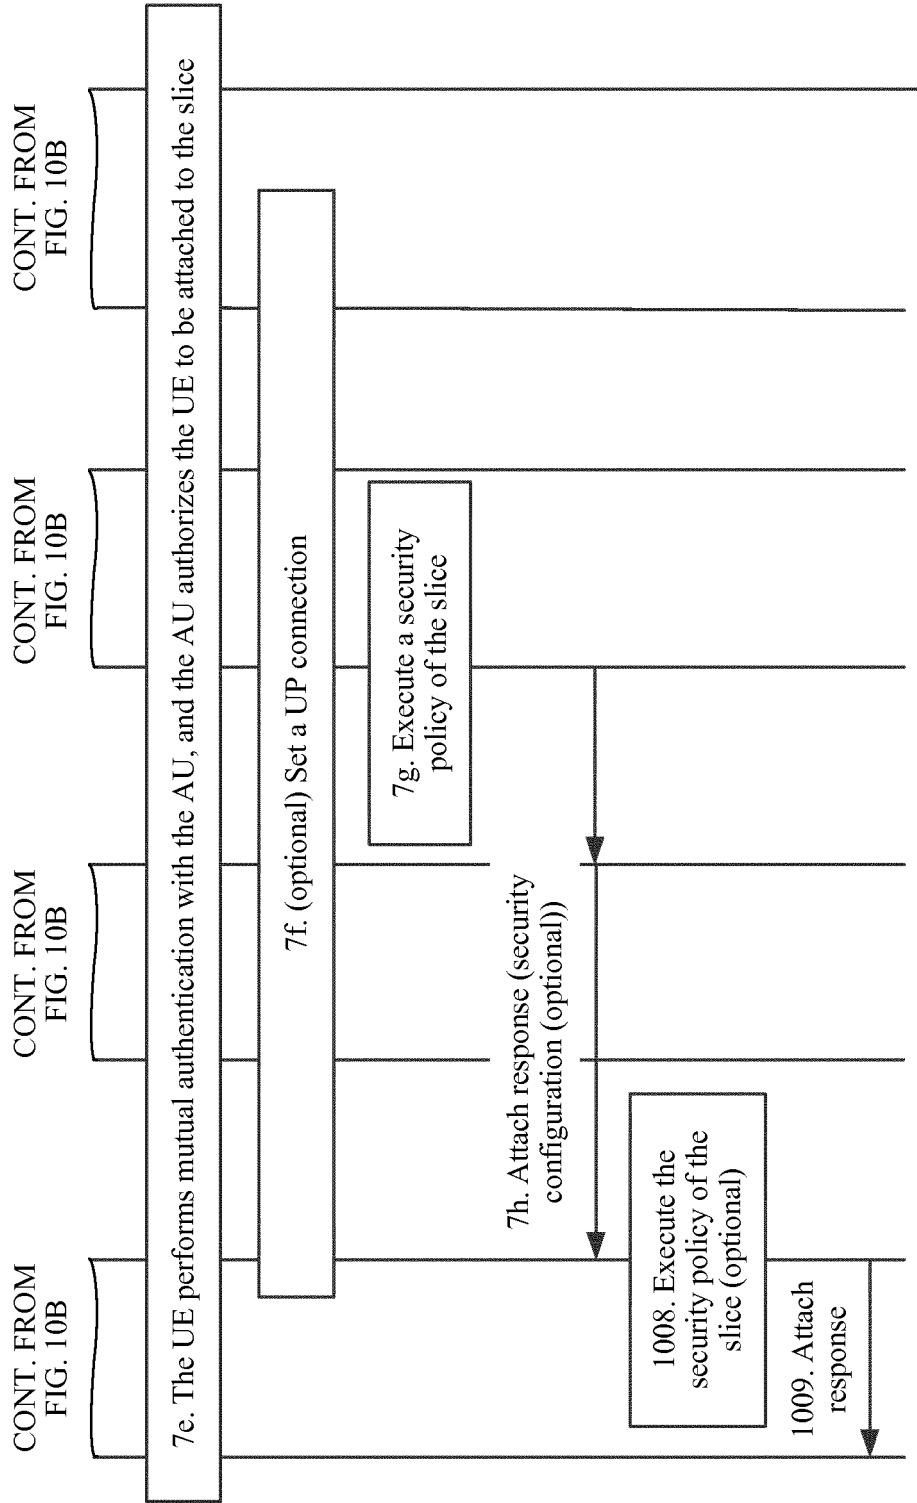 CONT. FROM
FIG. 10B
CONT. FROM
FIG. 10B
CONT. FROM
FIG. 10B
CONT. FROM
FIG. 10B
7e. The UE performs mutual authentication with the AU, and the AU authorizes the UE to be attached to the slice
7f. (optional) Set a UP connection
7g. Execute a security
policy of the slice
7h. Attach response (security
configuration (optional))
1008. Execute the
security policy of the
slice (optional)
1009. Attach
response